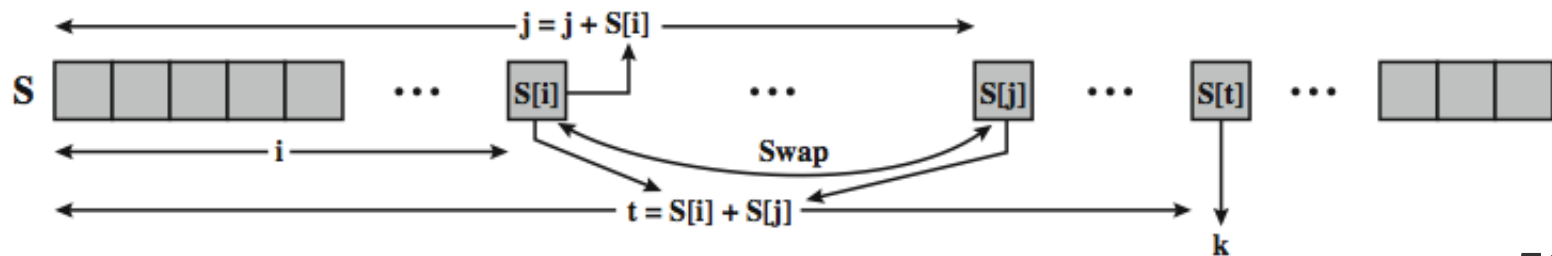 j = j + S[i]
S ••• S[i] ••• S[j] ••• S[t] •••
i Swap
t = S[i] + S[j]
k